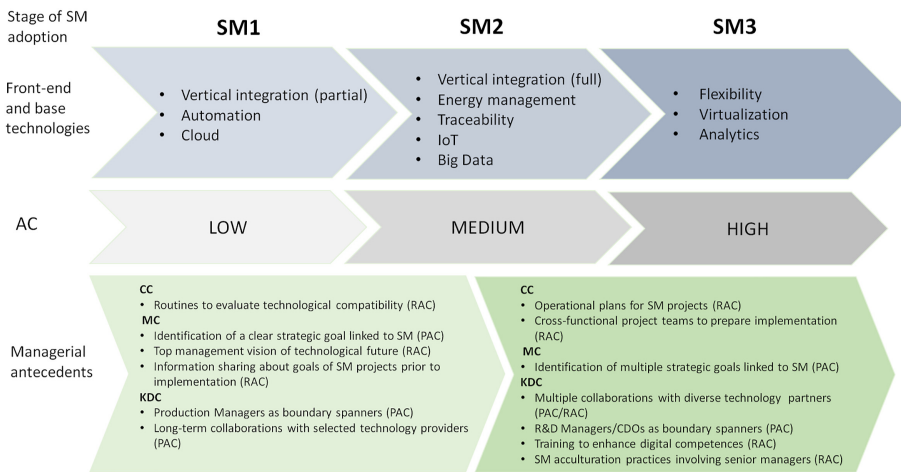 Stage of SM
adoption
SM1
SM2
SM3
Front-end
and base
technologies
• Vertical integration (partial)
• Automation
• Cloud
• Vertical integration (full)
• Energy management
• Traceability
• IoT
• Big Data
• Flexibility
• Virtualization
• Analytics
AC
LOW
MEDIUM
HIGH
Managerial
antecedents
CC
• Routines to evaluate technological compatibility (RAC)
MC
• Identification of a clear strategic goal linked to SM (PAC)
• Top management vision of technological future (RAC)
• Information sharing about goals of SM projects prior to
implementation (RAC)
KDC
• Production Managers as boundary spanners (PAC)
• Long-term collaborations with selected technology providers
(PAC)
CC
• Operational plans for SM projects (RAC)
• Cross-functional project teams to prepare implementation
(RAC)
MC
• Identification of multiple strategic goals linked to SM (PAC)
KDC
• Multiple collaborations with diverse technology partners
(PAC/RAC)
• R&D Managers/CDOs as boundary spanners (PAC)
• Training to enhance digital competences (RAC)
• SM acculturation practices involving senior managers (RAC)